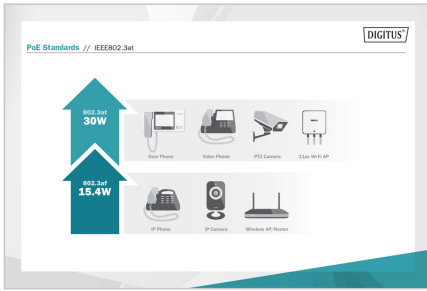 DIGITUS®
PoE Standards // IEEE802.3at
802.3at
30W
Door Phone Video Phone PTZ Camera 11ac Wi-Fi AP
802.3af
15.4W
IP Phone IP Camera Wireless AP/Router